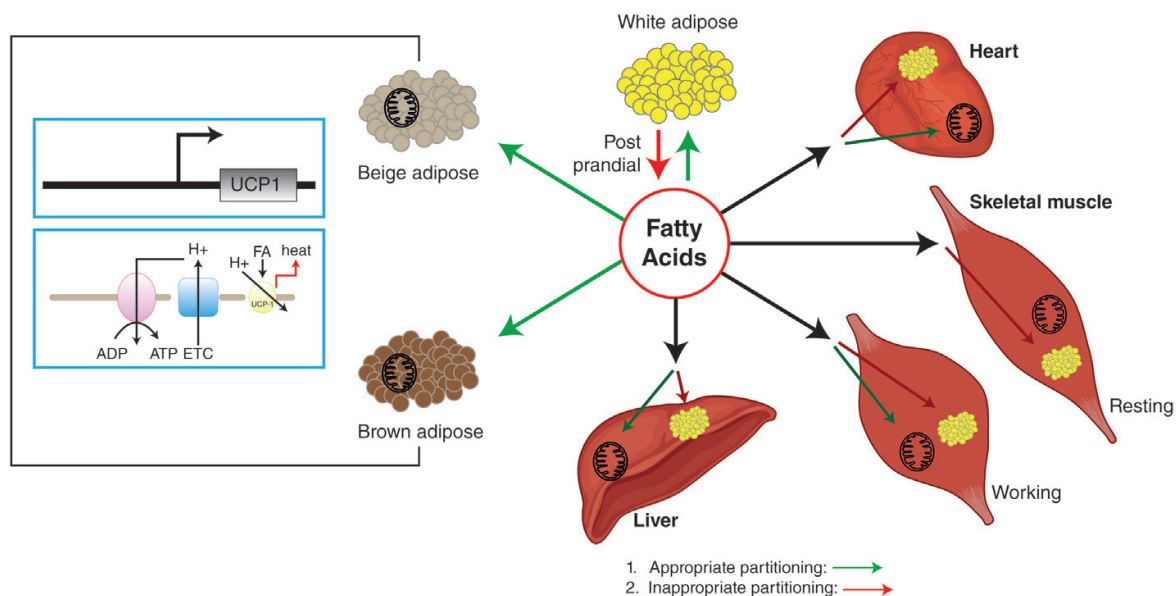 White adipose
Heart
Post
prandial
Beige adipose
UCP1
Skeletal muscle
Fatty
Acids
H+
FA
heat
H+
UCP-1
ADP
ATP
ETC
Brown adipose
Resting
Working
Liver
1. Appropriate partitioning:
2. Inappropriate partitioning: